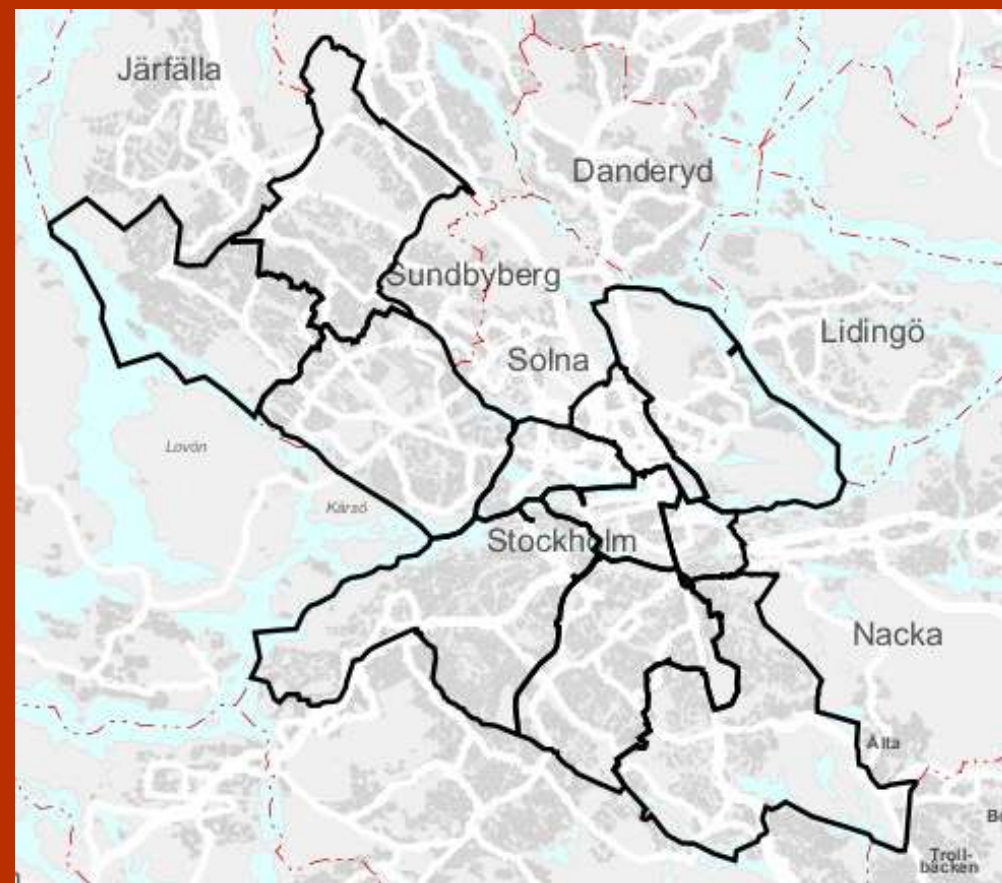 Järfälla
Danderyd
Sundbyberg
Lidingö
Solna
Lovön
Kärsö
Stockholm
Nacka
Älta
Troll-
bäcken